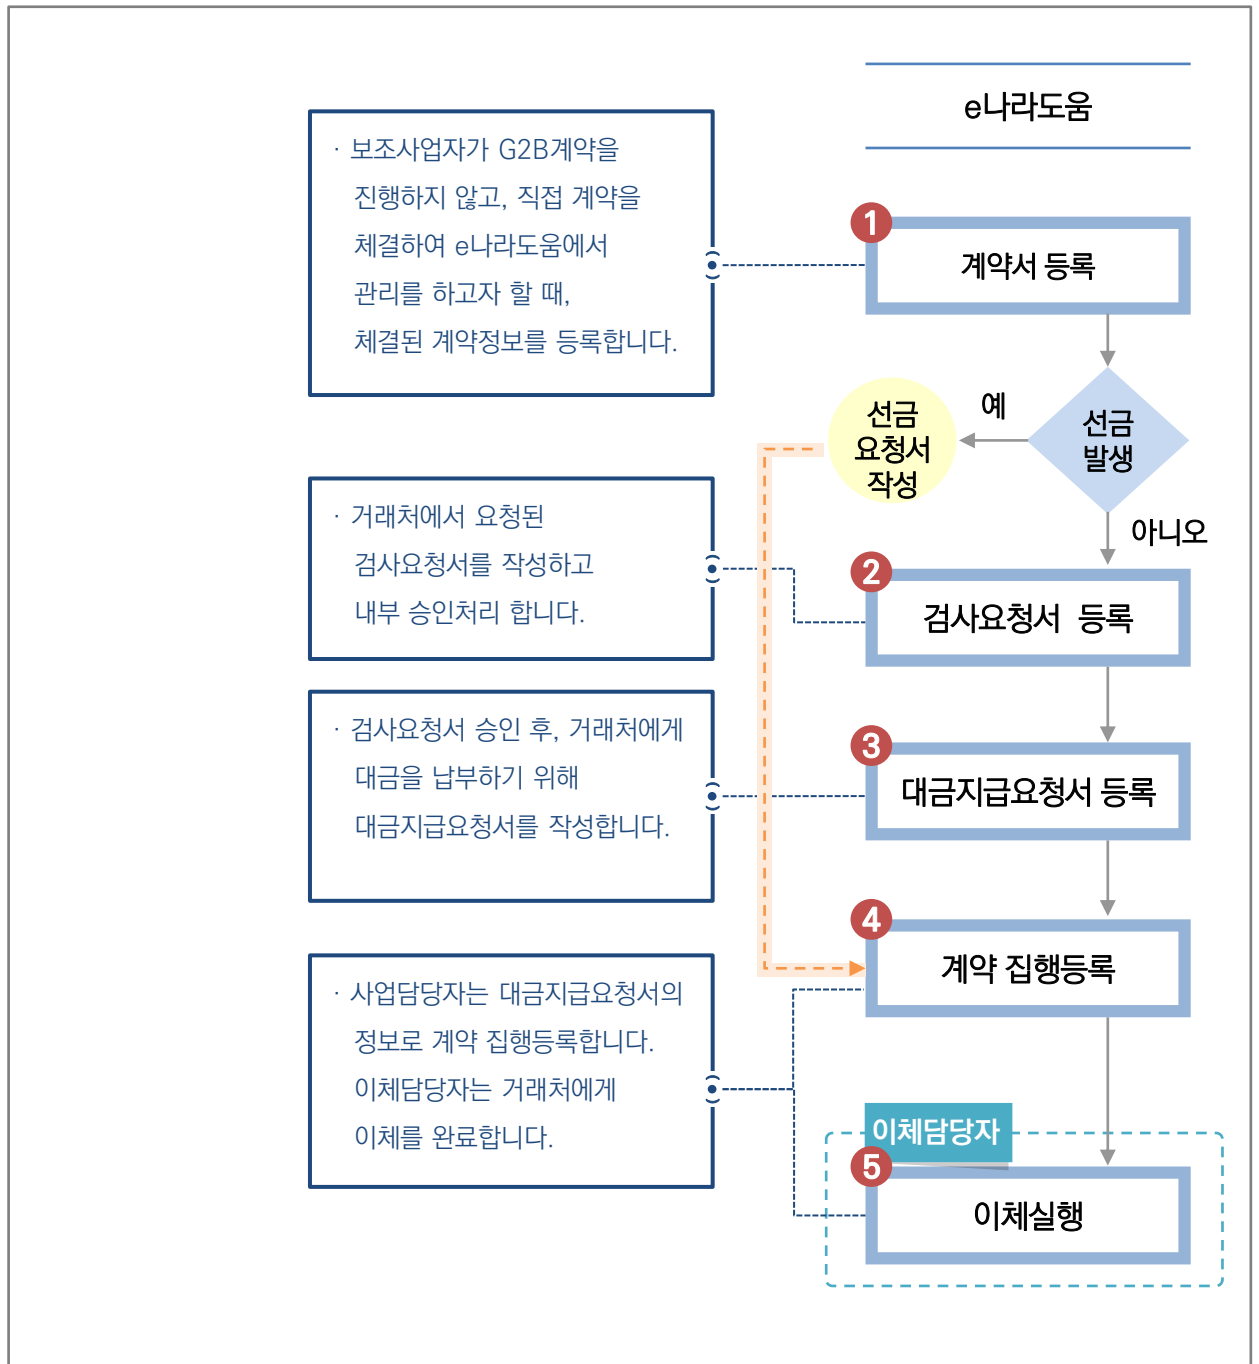 e나라도움
· 보조사업자가 G2B계약을
진행하지 않고, 직접 계약을
체결하여 e나라도움에서
관리를 하고자 할 때,
체결된 계약정보를 등록합니다.
1
계약서 등록
선금
발생
예
선금
요청서
작성
아니오
· 거래처에서 요청된
검사요청서를 작성하고
내부 승인처리 합니다.
2
검사요청서 등록
· 검사요청서 승인 후, 거래처에게
대금을 납부하기 위해
대금지급요청서를 작성합니다.
3
대금지급요청서 등록
· 사업담당자는 대금지급요청서의
정보로 계약 집행등록합니다.
이체담당자는 거래처에게
이체를 완료합니다.
4
계약 집행등록
이체담당자
5
이체실행